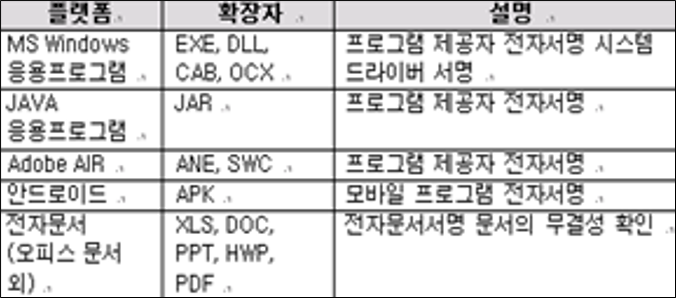 플랫폼 확장자 설명
MS Windows EXE, DLL, 프로그램 제공자 전자서명 시스템
응용프로그램 CAB, OCX 드라이버 서명
JAVA JAR 프로그램 제공자 전자서명
응용프로그램
Adobe AIR ANE, SWC 프로그램 제공자 전자서명
안드로이드 APK 모바일 프로그램 전자서명
전자문서 XLS, DOC, 전자문서서명 문서의 무결성 확인
(오피스 문서 PPT, HWP,
외) PDF